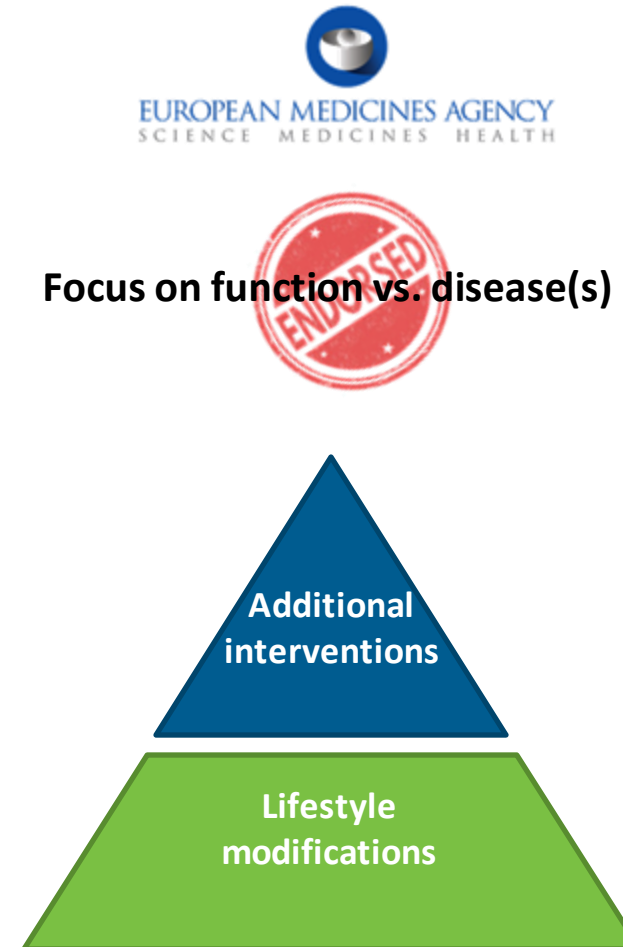 EUROPEAN MEDICINES AGENCY
SCIENCE MEDICINES HEALTH
ENDORSED
Focus on function vs. disease(s)
Additional
interventions
Lifestyle
modifications